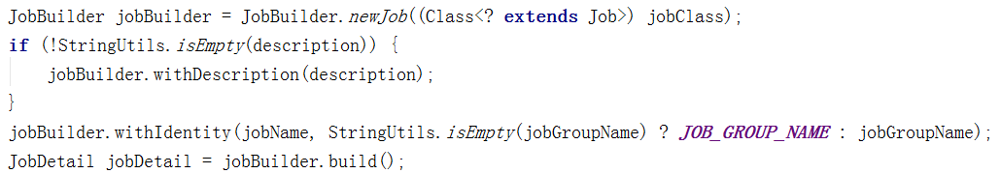 JobBuilder jobBuilder = JobBuilder.newJob((Class<? extends Job>) jobClass);
if (!StringUtils.isEmpty(description)) {
    jobBuilder.withDescription(description);
}
jobBuilder.withIdentity(jobName, StringUtils.isEmpty(jobGroupName) ? JOB_GROUP_NAME : jobGroupName);
JobDetail jobDetail = jobBuilder.build();